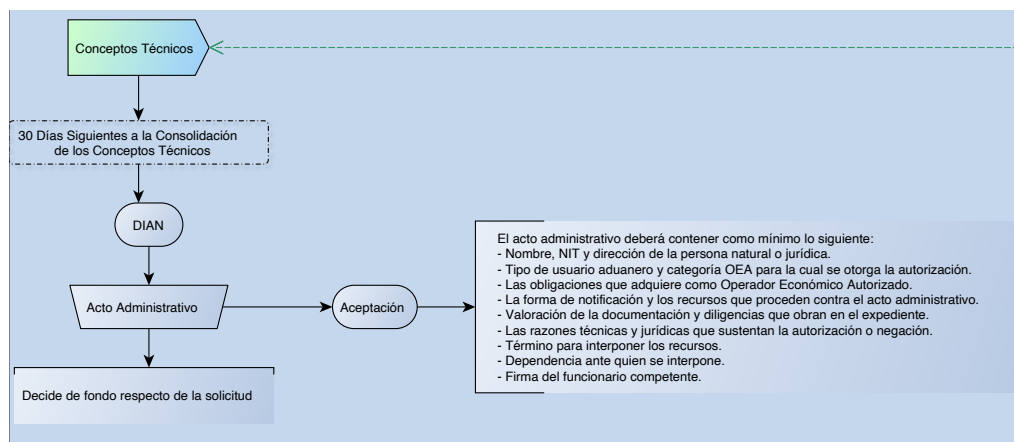 Conceptos Técnicos
30 Días Siguientes a la Consolidación
de los Conceptos Técnicos
DIAN
Acto Administrativo
Aceptación
Decide de fondo respecto de la solicitud
El acto administrativo deberá contener como mínimo lo siguiente:
- Nombre, NIT y dirección de la persona natural o jurídica.
- Tipo de usuario aduanero y categoría OEA para la cual se otorga la autorización.
- Las obligaciones que adquiere como Operador Económico Autorizado.
- La forma de notificación y los recursos que proceden contra el acto administrativo.
- Valoración de la documentación y diligencias que obran en el expediente.
- Las razones técnicas y jurídicas que sustentan la autorización o negación.
- Término para interponer los recursos.
- Dependencia ante quien se interpone.
- Firma del funcionario competente.